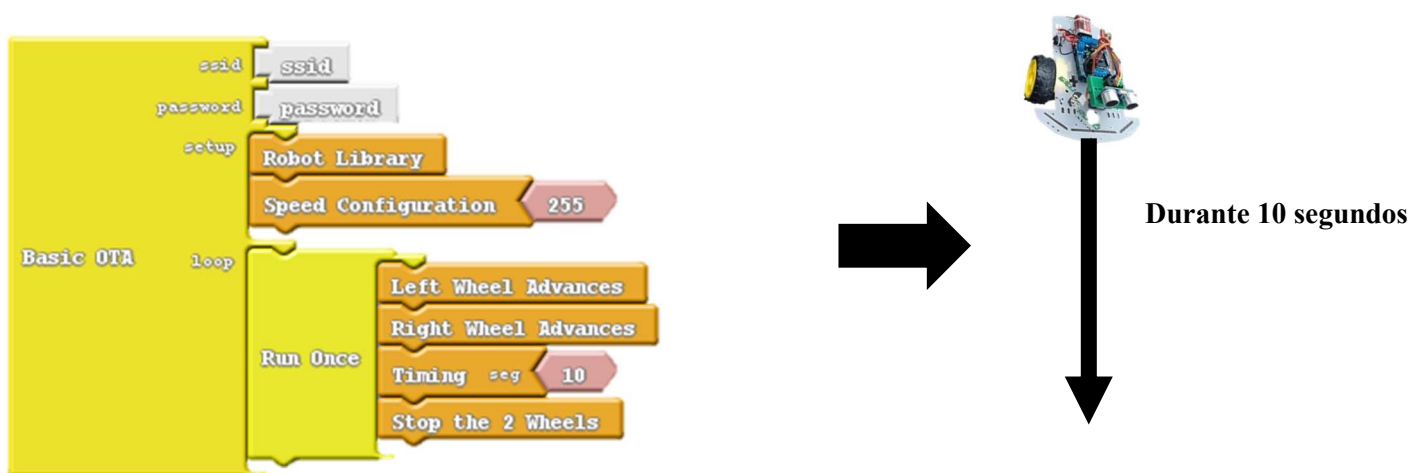 ssid ssid
password password
setup
Robot Library
Speed Configuration 255
Basic OTA loop
Left Wheel Advances
Right Wheel Advances
Run Once
Timing seg 10
Stop the 2 Wheels
Durante 10 segundos